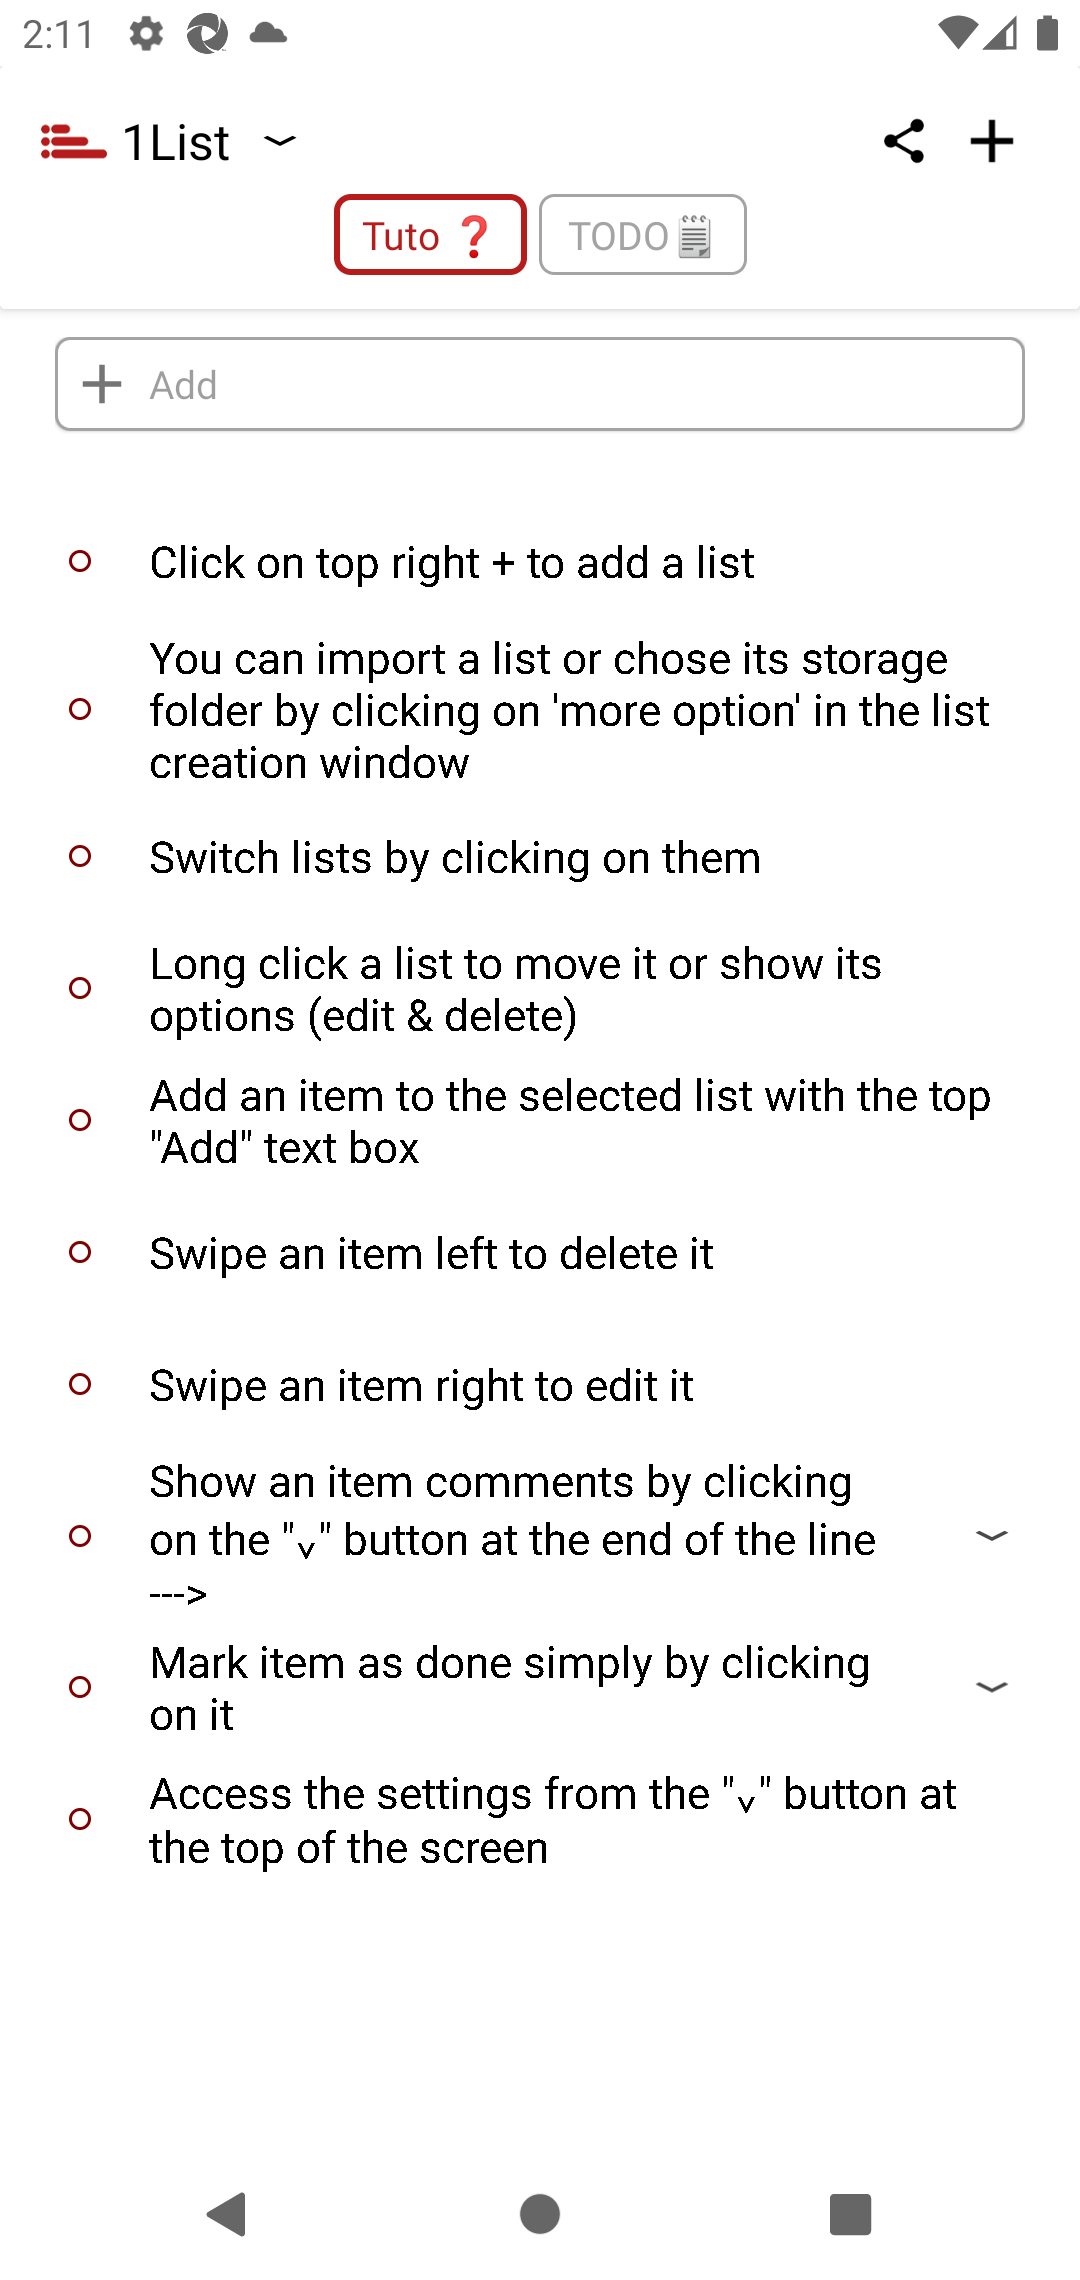 2:11
1List
Tuto ❓
TODO🗒
Add
Click on top right + to add a list
You can import a list or chose its storage
folder by clicking on 'more option' in the list
creation window
Switch lists by clicking on them
Long click a list to move it or show its
options (edit & delete)
Add an item to the selected list with the top
"Add" text box
Swipe an item left to delete it
Swipe an item right to edit it
Show an item comments by clicking
on the "˅" button at the end of the line
--->
Mark item as done simply by clicking
on it
Access the settings from the "˅" button at
the top of the screen